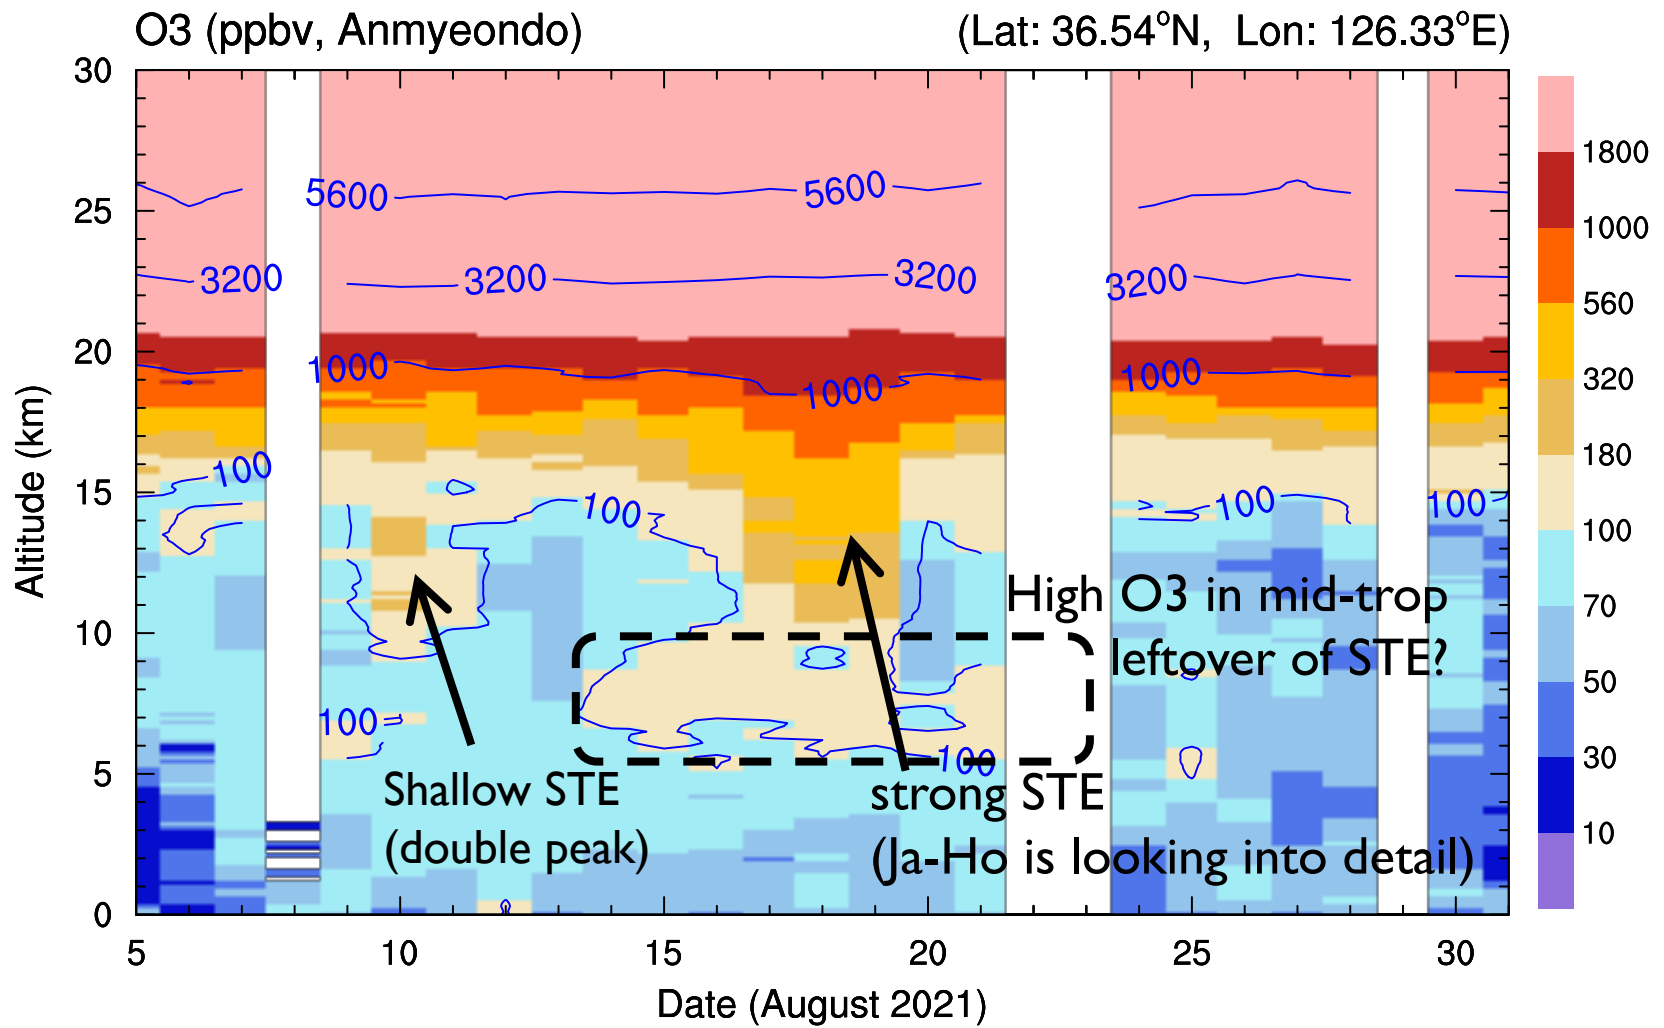 O3 (ppbv, Anmyeondo) (Lat: 36.54°N, Lon: 126.33°E)
30
25
20
15
10
5
0
Altitude (km)
5600 5600
3200 3200 3200 3200
1000 1000 1000
100 100 100 100
100 100
High O3 in mid-trop
leftover of STE?
Shallow STE
(double peak)
strong STE
(Ja-Ho is looking into detail)
1800
1000
560
320
180
100
70
50
30
10
5 10 15 20 25 30
Date (August 2021)